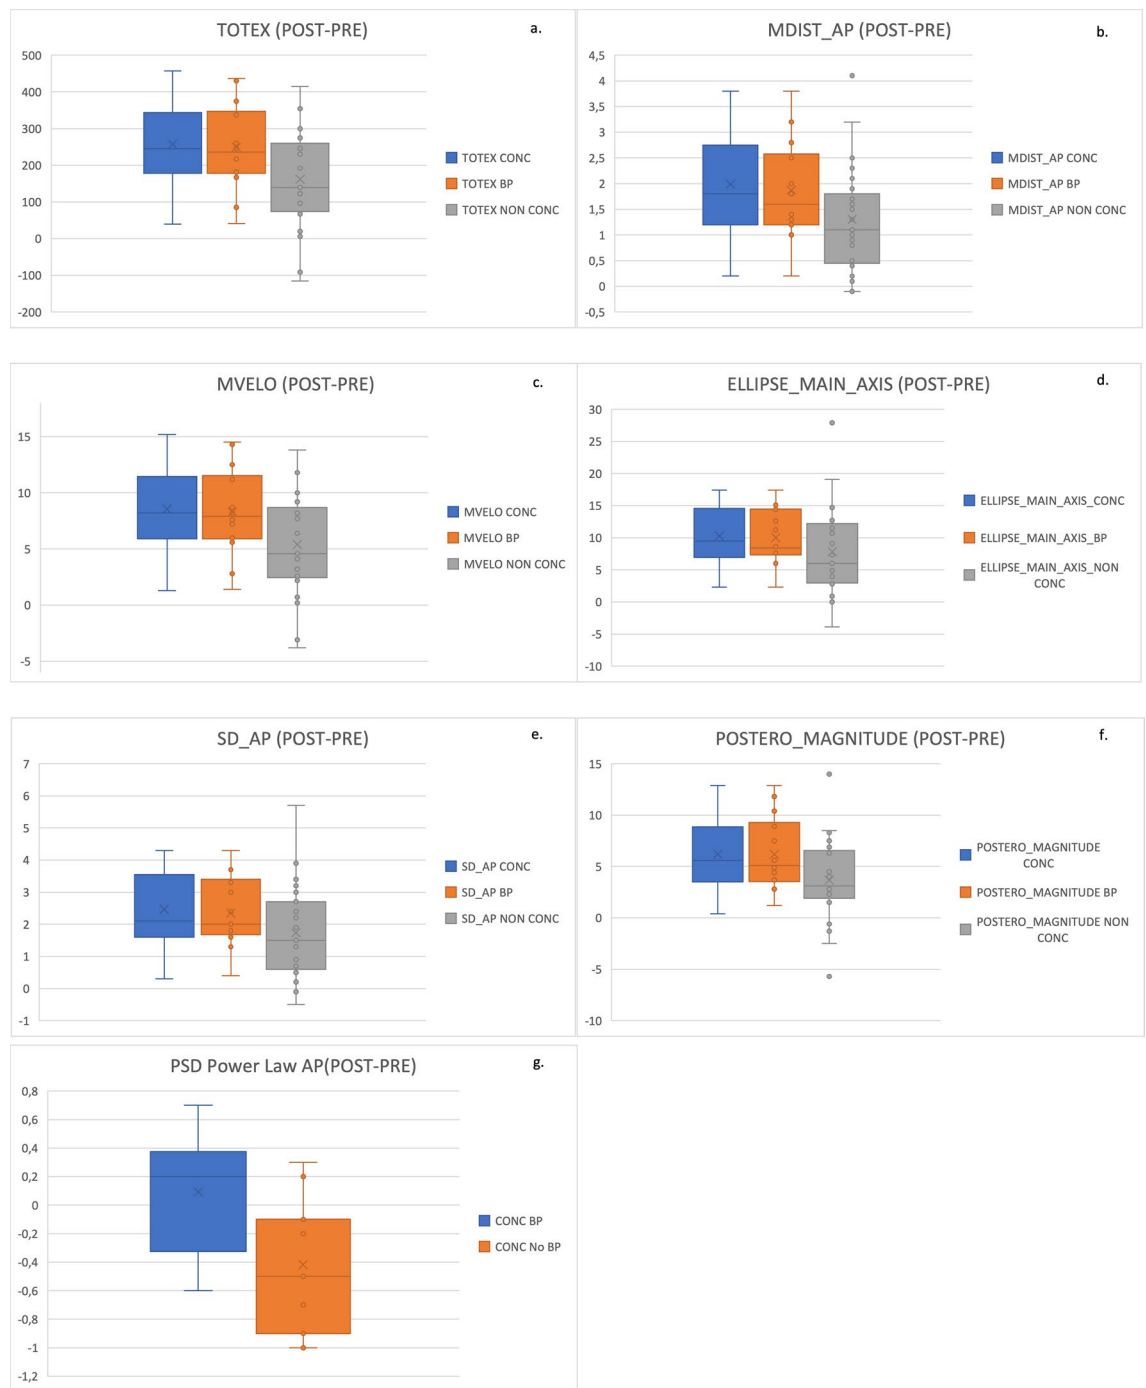 TOTEX (POST-PRE)
a.
500
400
300
200
100
0
-100
-200
TOTEX CONC
TOTEX BP
TOTEX NON CONC
MDIST_AP (POST-PRE)
b.
4,5
4
3,5
3
2,5
2
1,5
1
0,5
0
-0,5
MDIST_AP CONC
MDIST_AP BP
MDIST_AP NON CONC
MVELO (POST-PRE)
c.
15
10
5
0
-5
MVELO CONC
MVELO BP
MVELO NON CONC
ELLIPSE_MAIN_AXIS (POST-PRE)
d.
30
25
20
15
10
5
0
-5
-10
ELLIPSE_MAIN_AXIS_CONC
ELLIPSE_MAIN_AXIS_BP
ELLIPSE_MAIN_AXIS_NON
CONC
SD_AP (POST-PRE)
e.
7
6
5
4
3
2
1
0
-1
SD_AP CONC
SD_AP BP
SD_AP NON CONC
POSTERO_MAGNITUDE (POST-PRE)
f.
15
10
5
0
-5
-10
POSTERO_MAGNITUDE
CONC
POSTERO_MAGNITUDE BP
POSTERO_MAGNITUDE NON
CONC
PSD Power Law AP(POST-PRE)
g.
0,8
0,6
0,4
0,2
0
-0,2
-0,4
-0,6
-0,8
-1
-1,2
CONC BP
CONC No BP